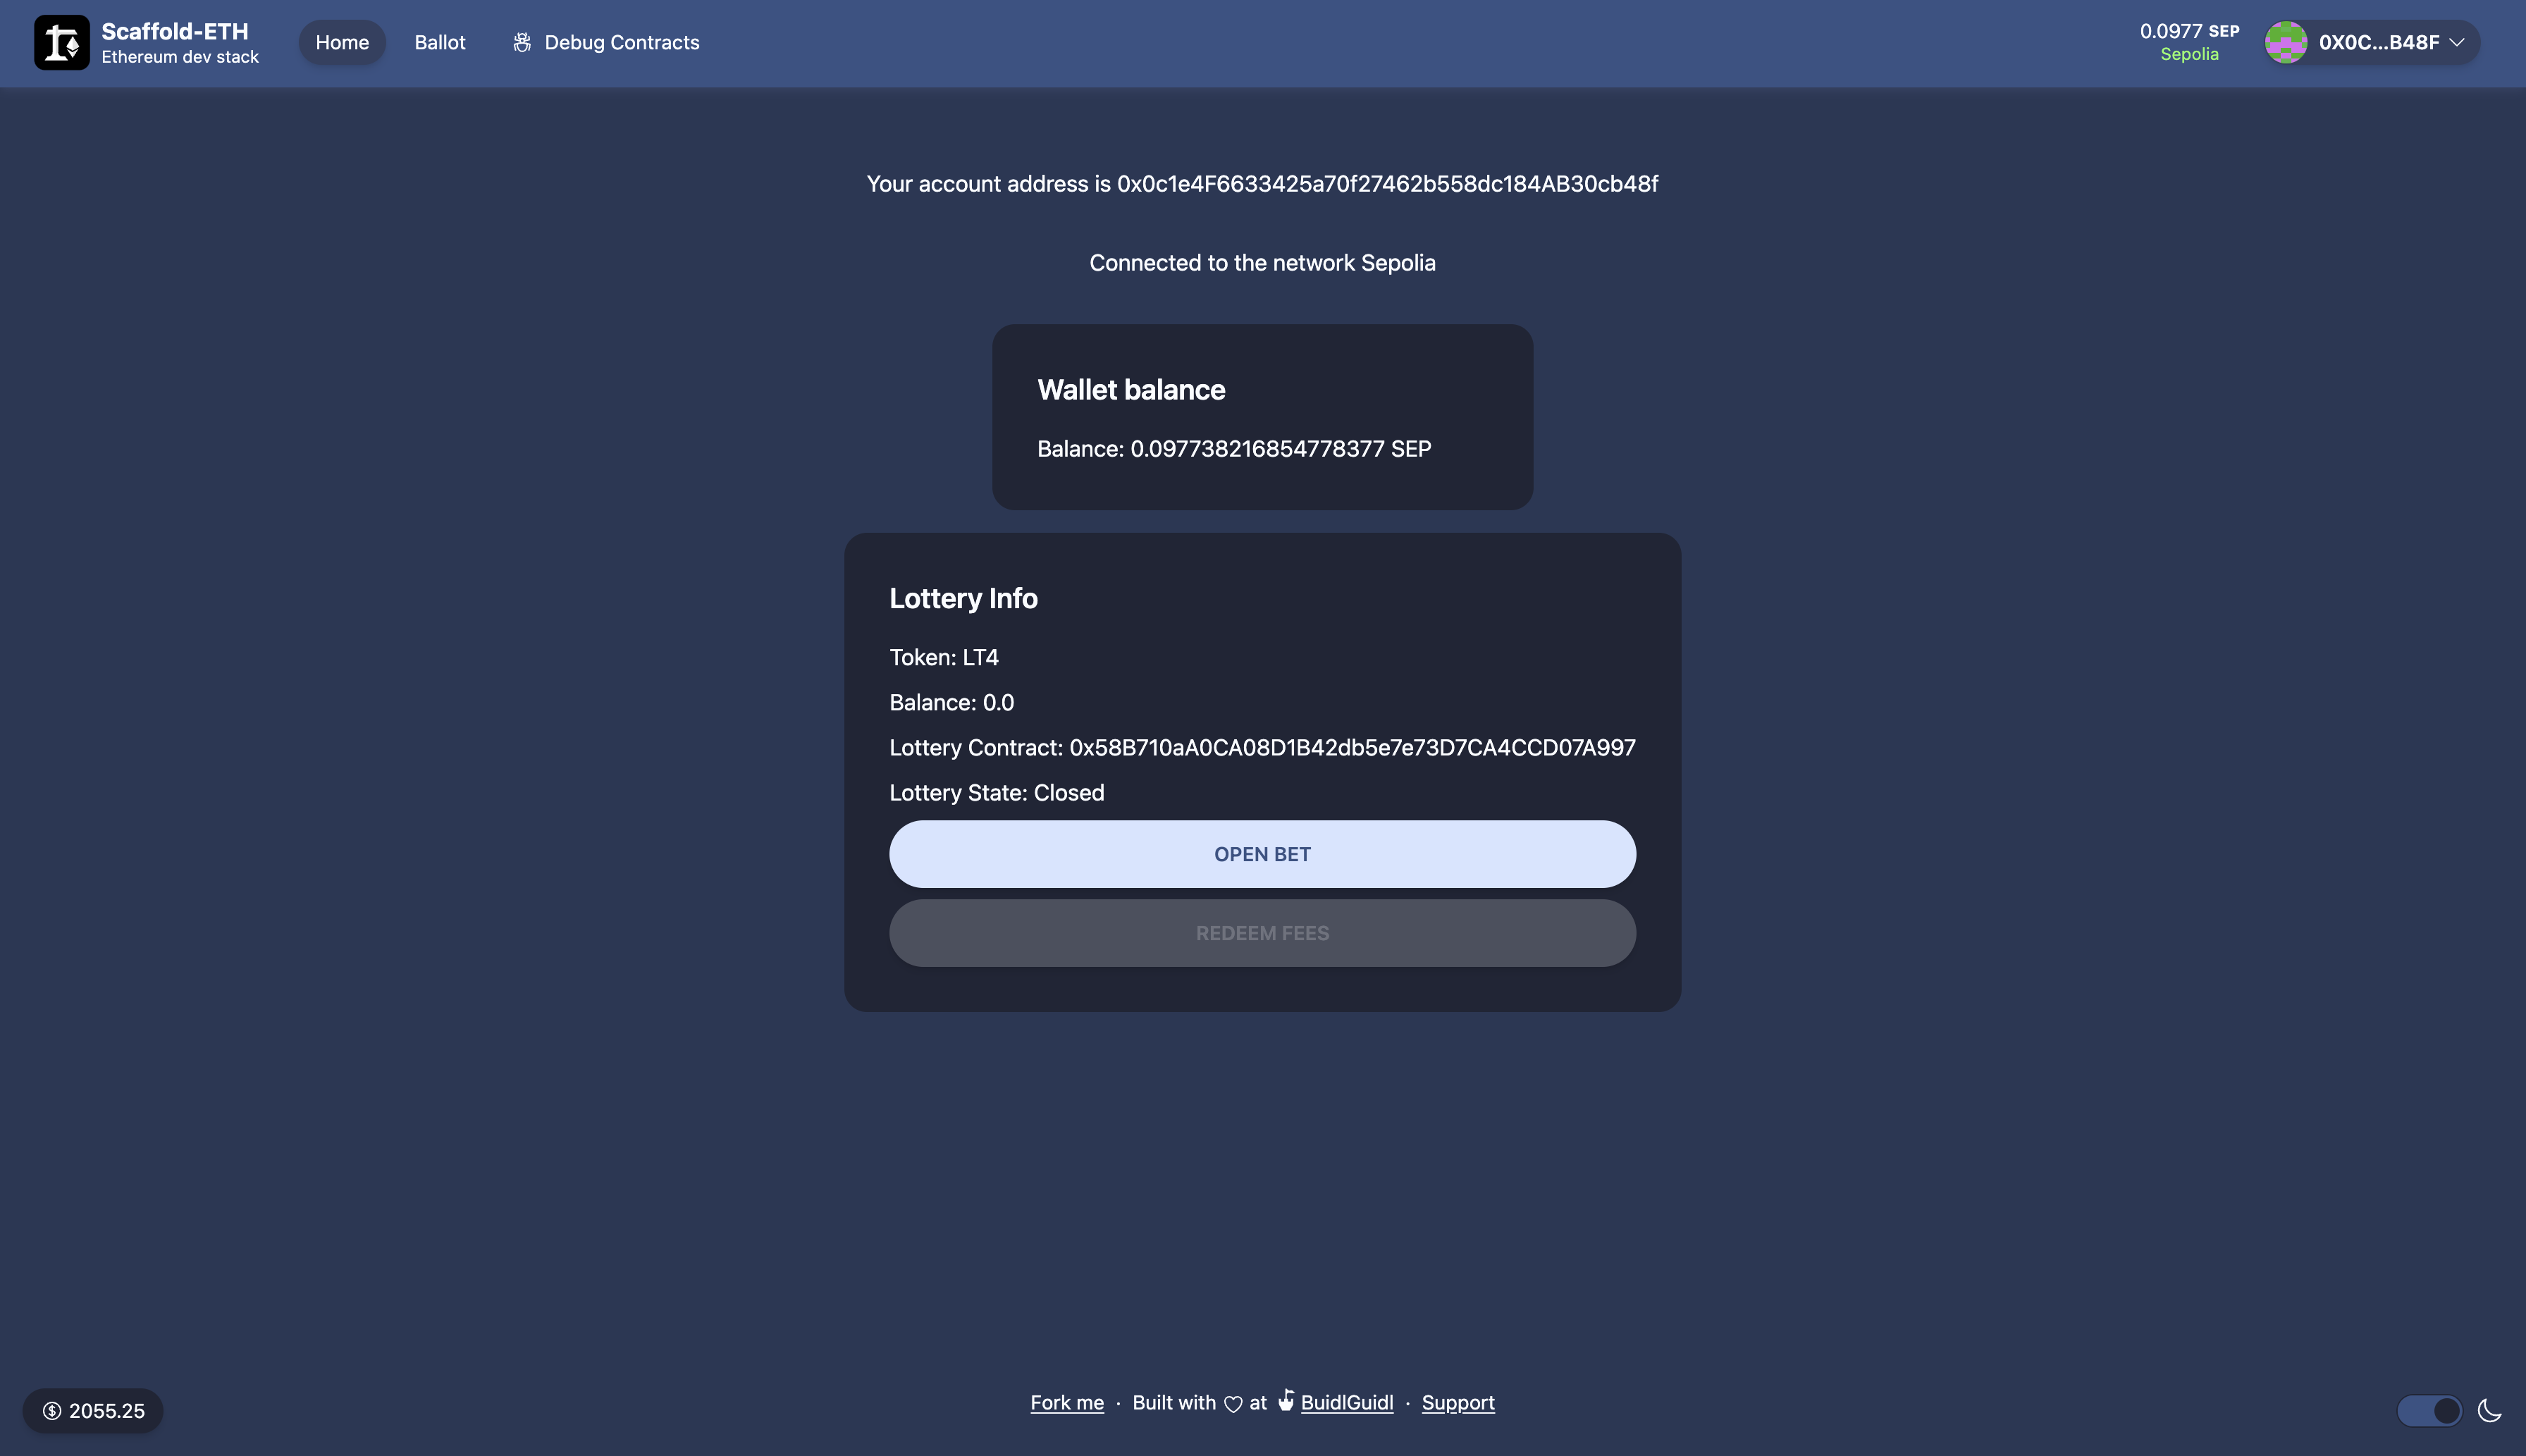 Scaffold-ETH
Ethereum dev stack
Home
Ballot
Debug Contracts
0.0977 SEP
Sepolia
0X0C...B48F
Your account address is 0x0c1e4F6633425a70f27462b558dc184AB30cb48f
Connected to the network Sepolia
Wallet balance
Balance: 0.097738216854778377 SEP
Lottery Info
Token: LT4
Balance: 0.0
Lottery Contract: 0x58B710aA0CA08D1B42db5e7e73D7CA4CCD07A997
Lottery State: Closed
OPEN BET
REDEEM FEES
2055.25
Fork me · Built with ♡ at BuidlGuidl · Support